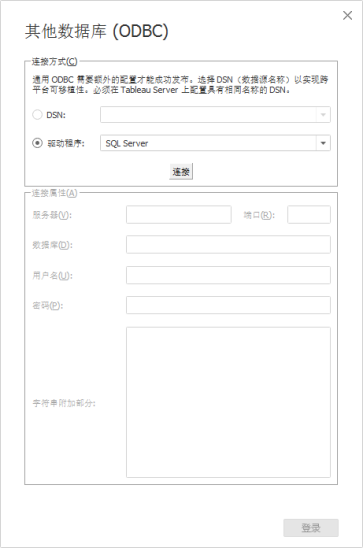 其他数据库 (ODBC)
连接方式(C)
通用 ODBC 需要额外的配置才能成功发布。选择 DSN（数据源名称）以实现跨
平台可移植性。必须在 Tableau Server 上配置具有相同名称的 DSN。
DSN:
驱动程序: SQL Server
连接
连接属性(A)
服务器(V): 端口(R):
数据库(D):
用户名(U):
密码(P):
字符串附加部分:
登录